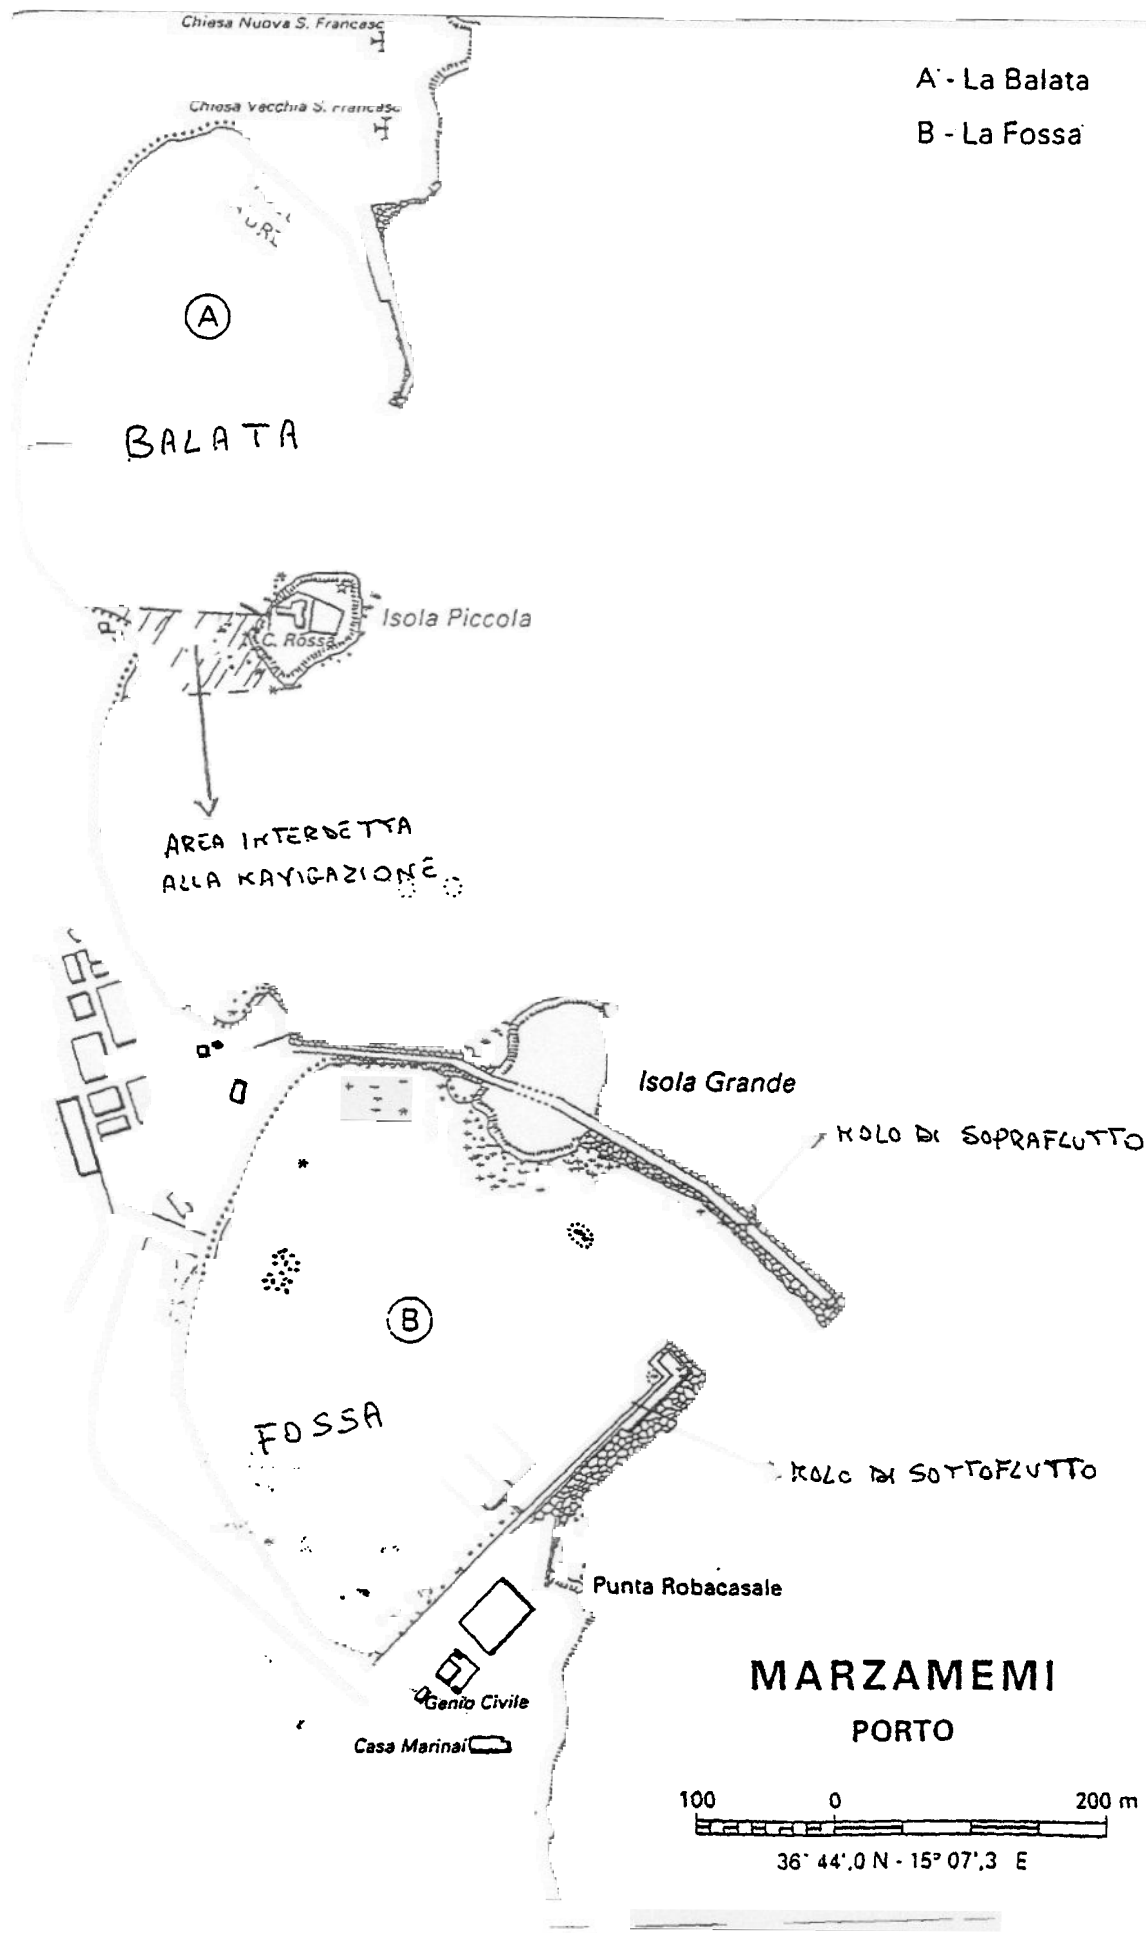 Chiesa Nuova S. Francesc
A - La Balata
Chiesa Vecchia S. Francesc
B - La Fossa
A
BALATA
Isola Piccola
C. Rossa
AREA INTERDETTA
ALLA NAVIGAZIONE
Isola Grande
MOLO DI SOPRAFLUTTO
B
FOSSA
MOLO DI SOTTOFLUTTO
Punta Robacasale
MARZAMEMI
Genio Civile
PORTO
Casa Marinai
100 0 200 m
36° 44',0 N - 15° 07',3 E